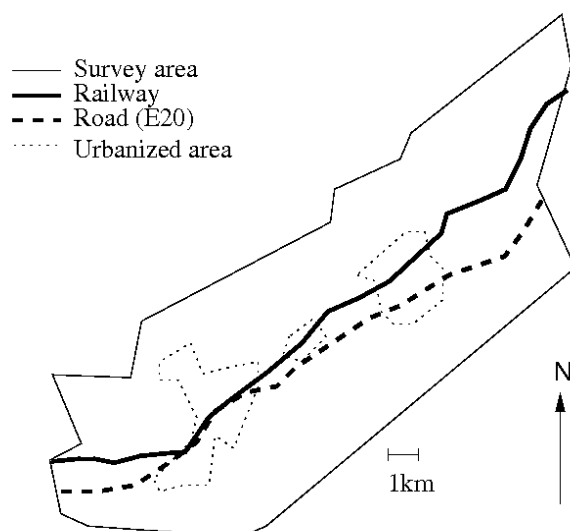 Survey area
Railway
Road (E20)
Urbanized area
N
1km